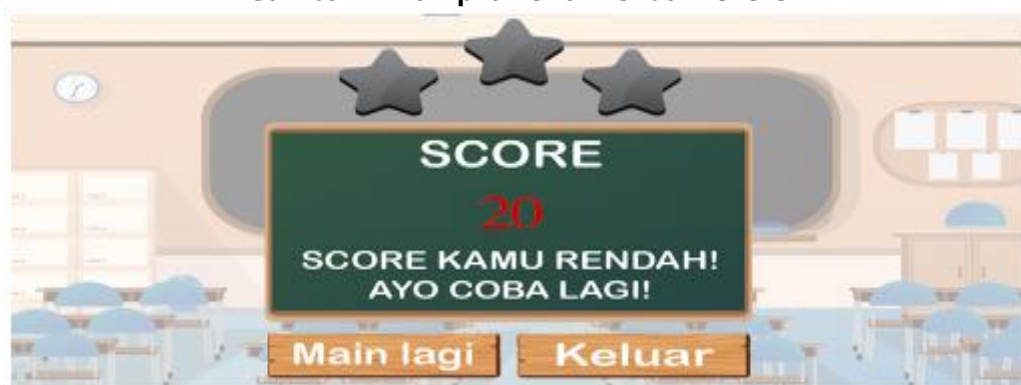 SCORE
20
SCORE KAMU RENDAH!
AYO COBA LAGI!
Main lagi
Keluar